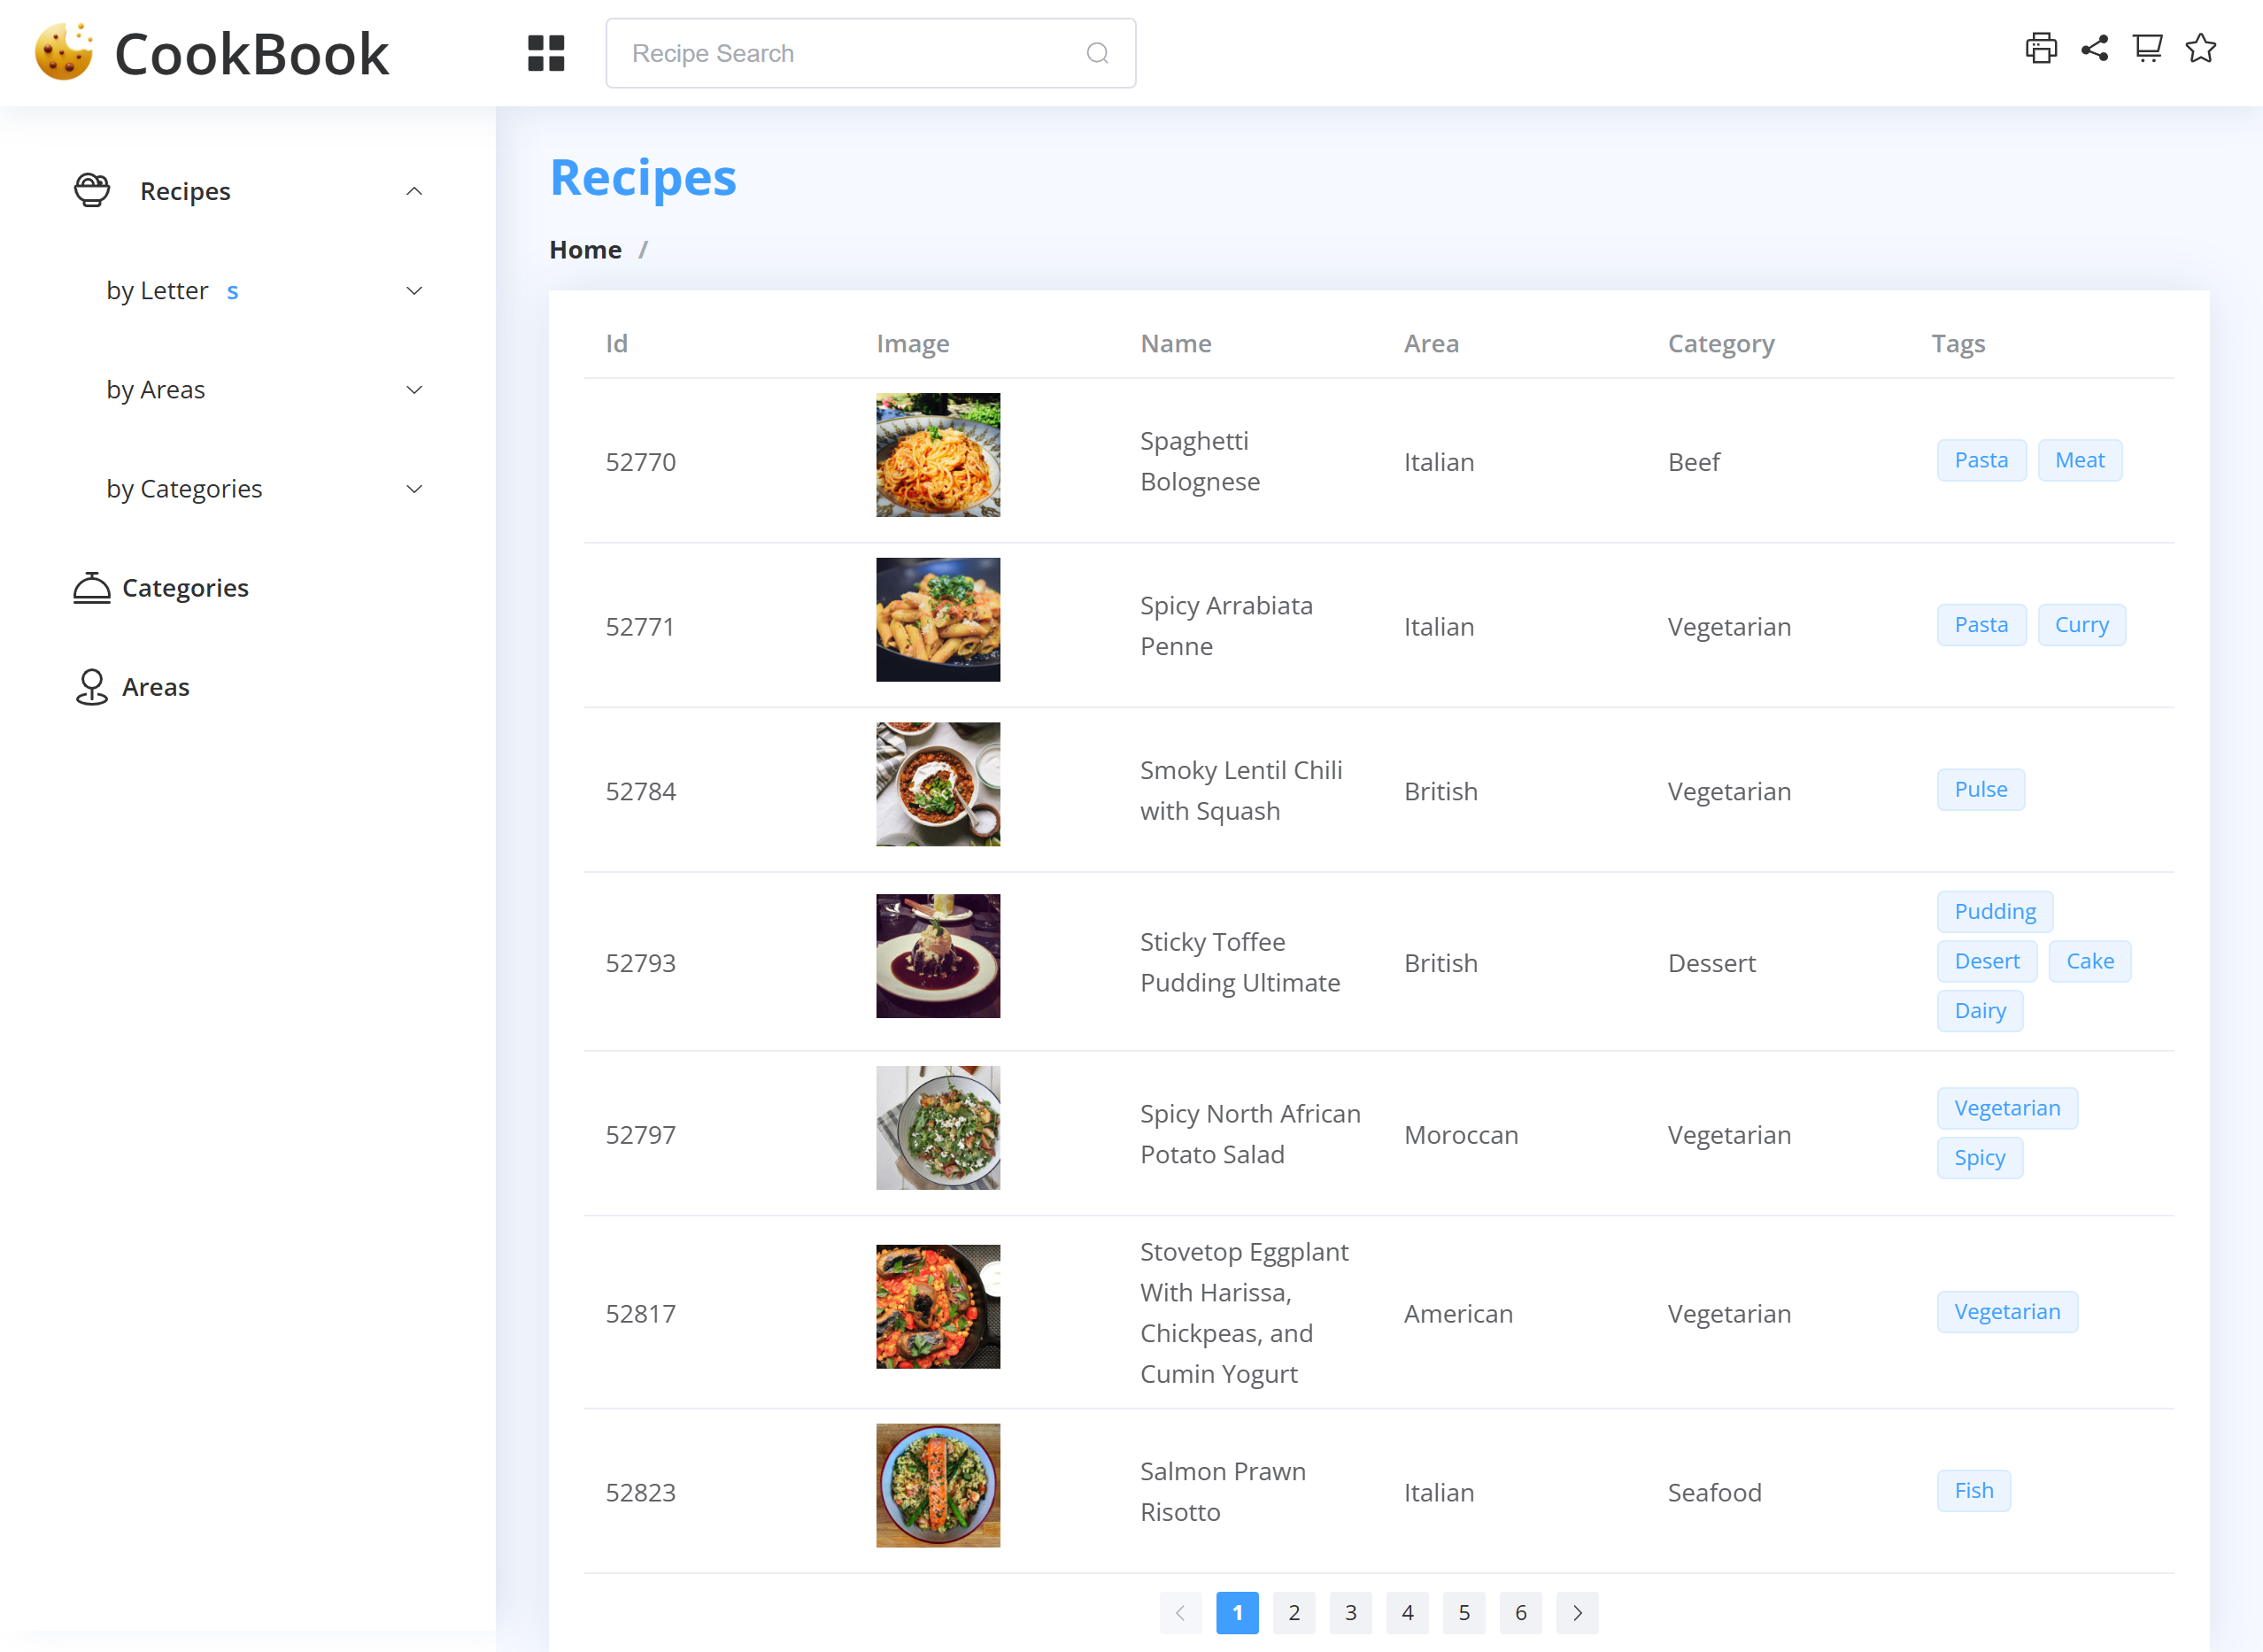 CookBook
Recipe Search
Recipes
by Letter s
by Areas
by Categories
Categories
Areas
Recipes
Home /
Id Image Name Area Category Tags
52770 Spaghetti Bolognese Italian Beef Pasta Meat
52771 Spicy Arrabiata Penne Italian Vegetarian Pasta Curry
52784 Smoky Lentil Chili with Squash British Vegetarian Pulse
52793 Sticky Toffee Pudding Ultimate British Dessert Pudding Desert Cake Dairy
52797 Spicy North African Potato Salad Moroccan Vegetarian Vegetarian Spicy
52817 Stovetop Eggplant With Harissa, Chickpeas, and Cumin Yogurt American Vegetarian Vegetarian
52823 Salmon Prawn Risotto Italian Seafood Fish
1 2 3 4 5 6